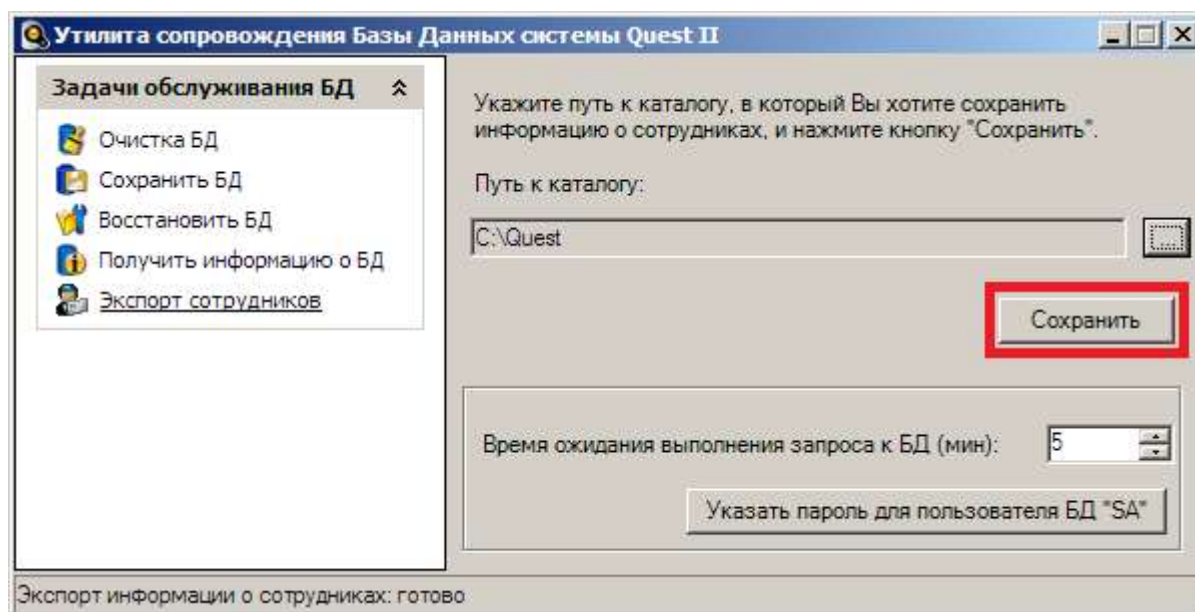 Утилита сопровождения Базы Данных системы Quest II
Задачи обслуживания БД
Очистка БД
Сохранить БД
Восстановить БД
Получить информацию о БД
Экспорт сотрудников
Укажите путь к каталогу, в который Вы хотите сохранить
информацию о сотрудниках, и нажмите кнопку "Сохранить".
Путь к каталогу:
C:\Quest
...
Сохранить
Время ожидания выполнения запроса к БД (мин):
5
Указать пароль для пользователя БД "SA"
Экспорт информации о сотрудниках: готово